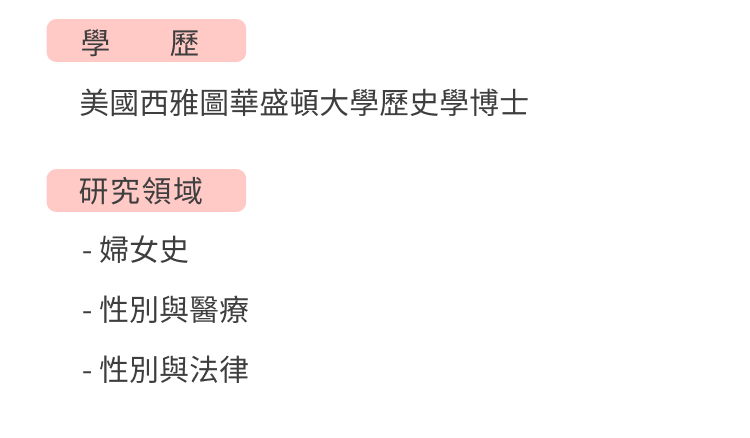 學　　歷
美國西雅圖華盛頓大學歷史學博士
研究領域
- 婦女史
- 性別與醫療
- 性別與法律